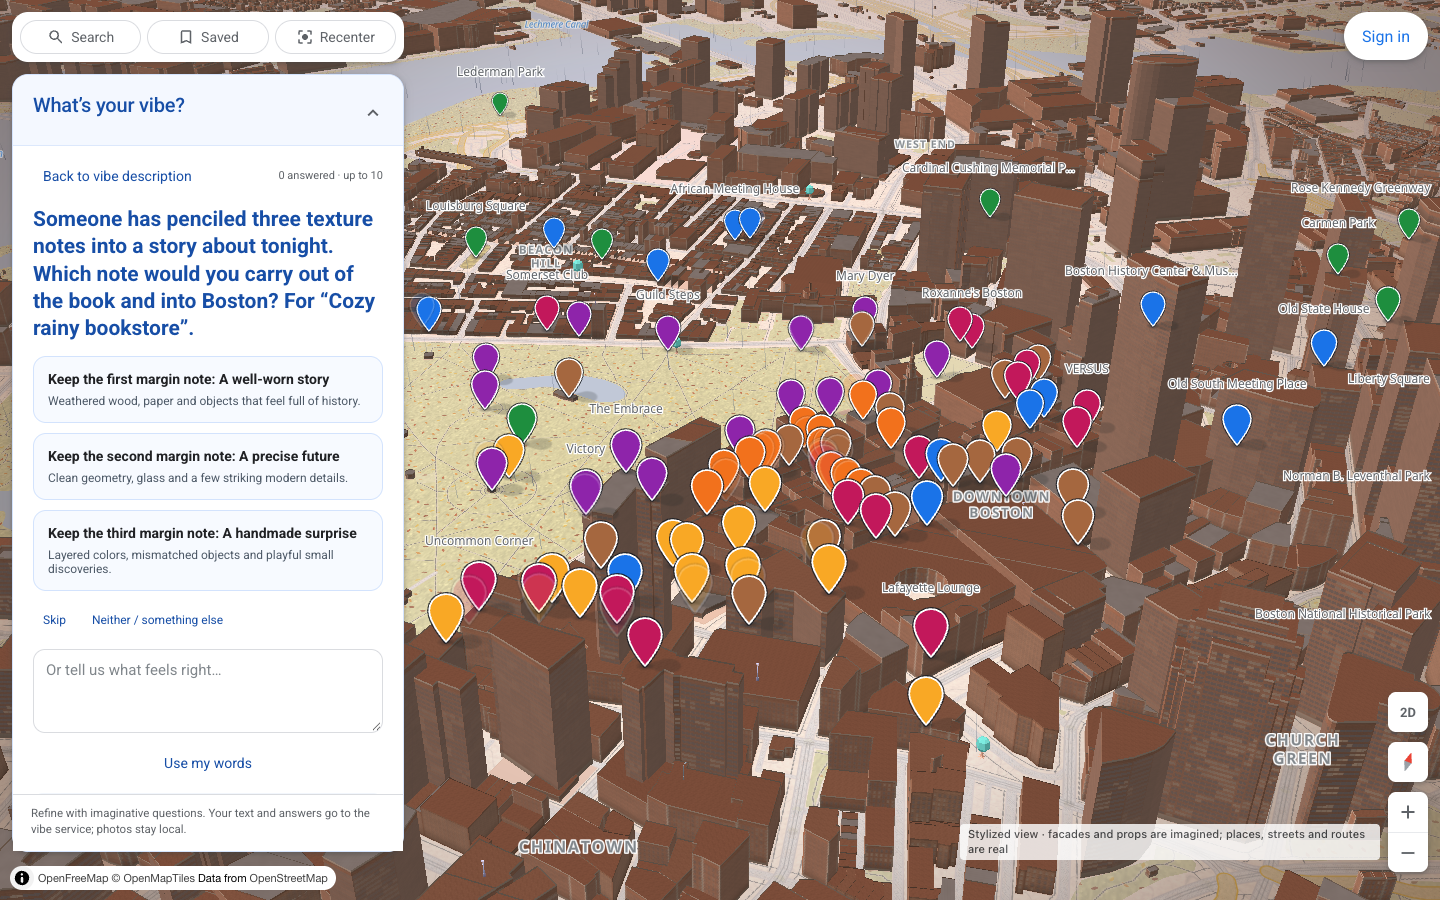 Search
Saved
Recenter
Sign in
What's your vibe?
Back to vibe description
0 answered · up to 10
Someone has penciled three texture
notes into a story about tonight.
Which note would you carry out of
the book and into Boston? For “Cozy
rainy bookstore”.
Keep the first margin note: A well-worn story
Weathered wood, paper and objects that feel full of history.
Keep the second margin note: A precise future
Clean geometry, glass and a few striking modern details.
Keep the third margin note: A handmade surprise
Layered colors, mismatched objects and playful small
discoveries.
Skip
Neither / something else
Or tell us what feels right...
Use my words
Refine with imaginative questions. Your text and answers go to the
vibe service; photos stay local.
OpenFreeMap © OpenMapTiles Data from OpenStreetMap
Lechmere Canal
Lederman Park
WEST END
Cardinal Cushing Memorial P...
African Meeting House
Rose Kennedy Greenway
Louisburg Square
Carmen Park
BEACON
HILL
Somerset Club
Mary Dyer
Boston History Center & Mus...
Guild Steps
Roxanne's Boston
Old State House
VERSUS
Old South Meeting Place
Liberty Square
The Embrace
Victory
Norman B. Leventhal Park
DOWNTOWN
BOSTON
Uncommon Corner
Lafayette Lounge
Boston National Historical Park
2D
CHURCH
GREEN
CHINATOWN
Stylized view · facades and props are imagined; places, streets and routes
are real